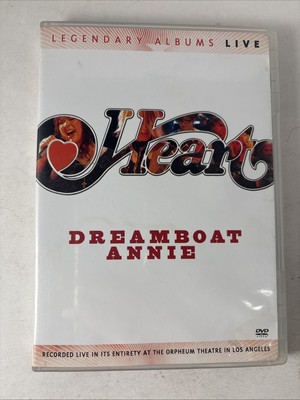 LEGENDARY ALBUMS LIVE
Heart
DREAMBOAT
ANNIE
DVD
VIDEO
RECORDED LIVE IN ITS ENTIRETY AT THE ORPHEUM THEATRE IN LOS ANGELES